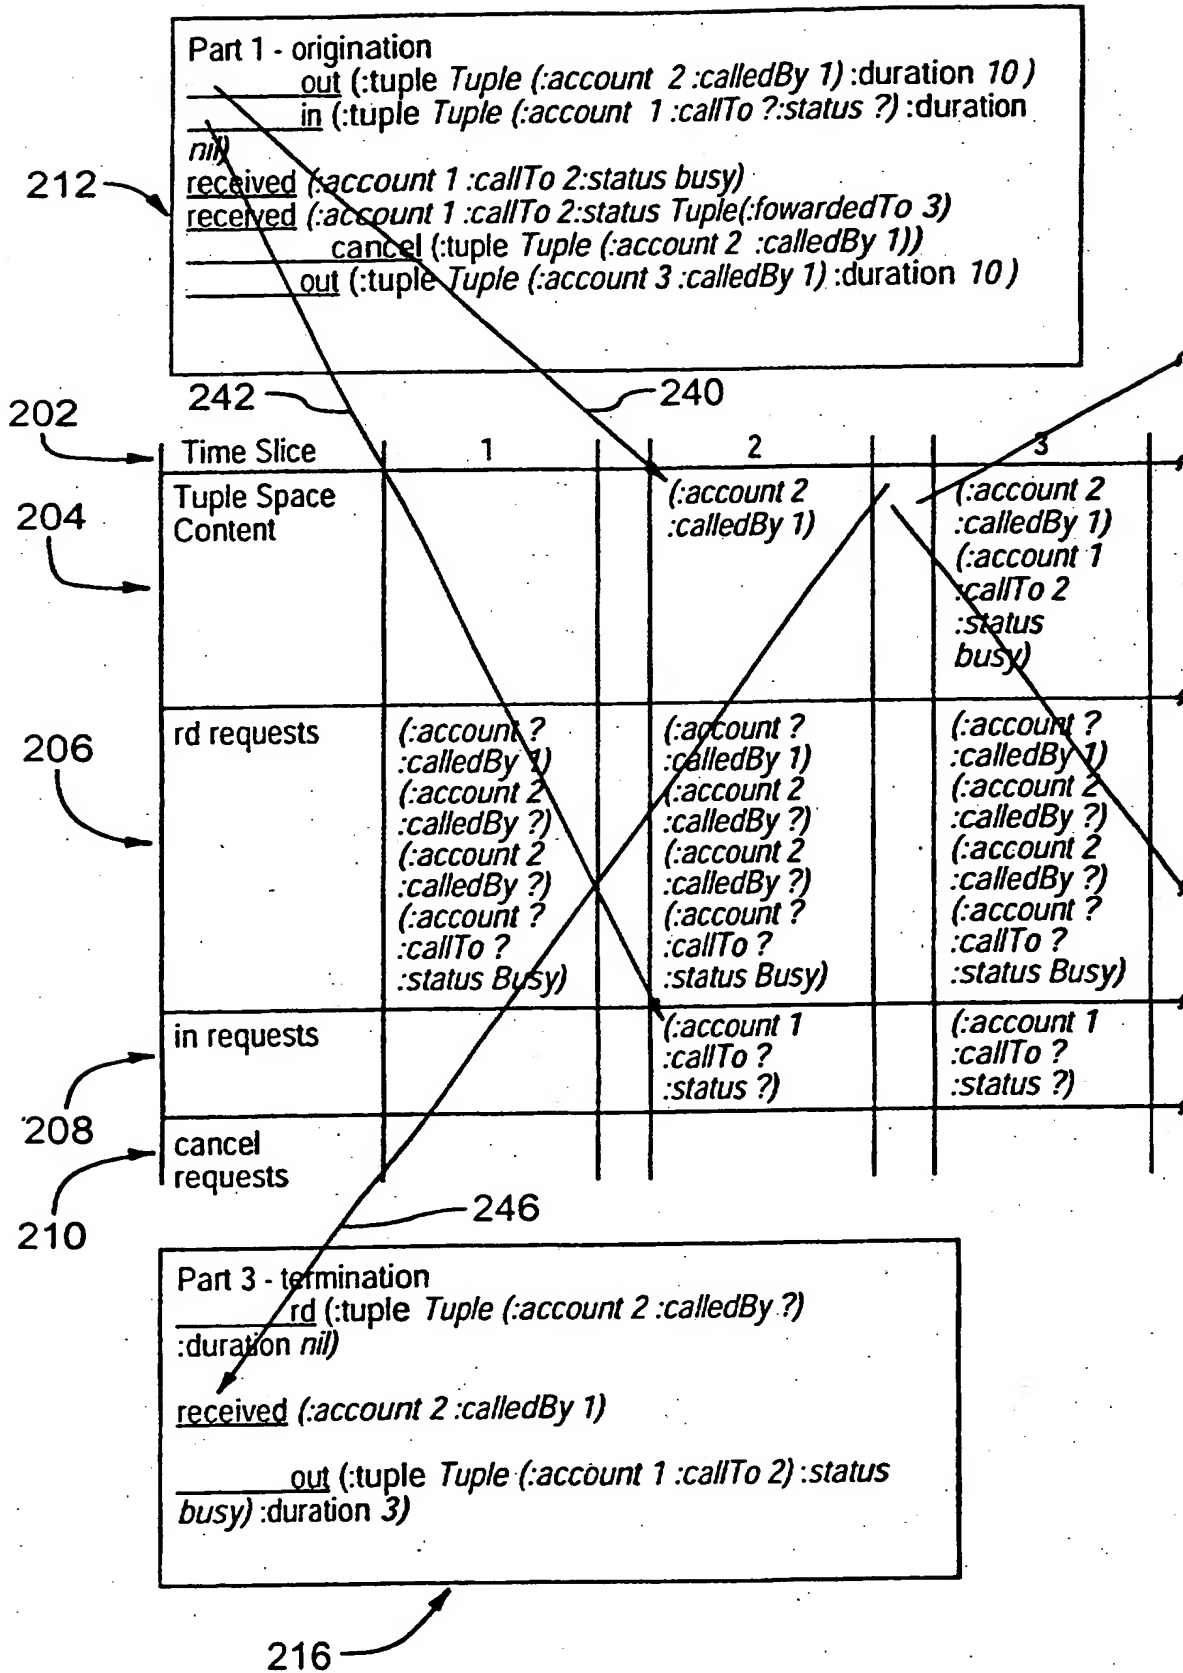 Part 1 - origination
out (:tuple Tuple (:account 2 :calledBy 1) :duration 10 )
in (:tuple Tuple (:account 1 :callTo ?:status ?) :duration
nil)
received (:account 1 :callTo 2:status busy)
received (:account 1 :callTo 2:status Tuple(:fowardedTo 3)
cancel (:tuple Tuple (:account 2 :calledBy 1))
out (:tuple Tuple (:account 3 :calledBy 1) :duration 10 )
212
242
240
202
Time Slice
1
2
3
204
Tuple Space
Content
(:account 2
:calledBy 1)
(:account 2
:calledBy 1)
(:account 1
:callTo 2
:status
busy)
206
rd requests
(:account ?
:calledBy 1)
(:account 2
:calledBy ?)
(:account 2
:calledBy ?)
(:account ?
:callTo ?
:status Busy)
(:account ?
:calledBy 1)
(:account 2
:calledBy ?)
(:account 2
:calledBy ?)
(:account ?
:callTo ?
:status Busy)
(:account ?
:calledBy 1)
(:account 2
:calledBy ?)
(:account 2
:calledBy ?)
(:account ?
:callTo ?
:status Busy)
208
in requests
(:account 1
:callTo ?
:status ?)
(:account 1
:callTo ?
:status ?)
210
cancel
requests
246
Part 3 - termination
rd (:tuple Tuple (:account 2 :calledBy ?)
:duration nil)
received (:account 2 :calledBy 1)
out (:tuple Tuple (:account 1 :callTo 2) :status
busy) :duration 3)
216